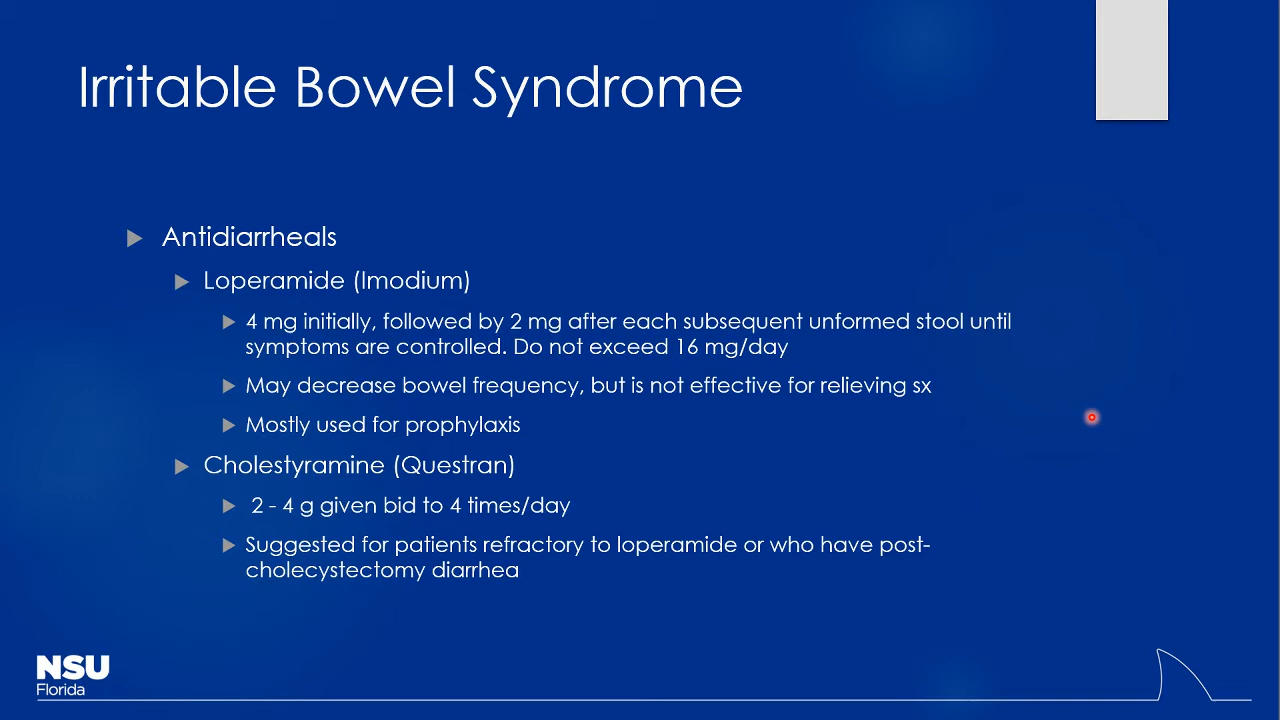 Irritable Bowel Syndrome
Antidiarrheals
Loperamide (Imodium)
4 mg initially, followed by 2 mg after each subsequent unformed stool until
symptoms are controlled. Do not exceed 16 mg/day
May decrease bowel frequency, but is not effective for relieving sx
Mostly used for prophylaxis
Cholestyramine (Questran)
2 - 4 g given bid to 4 times/day
Suggested for patients refractory to loperamide or who have post-
cholecystectomy diarrhea
NSU
Florida